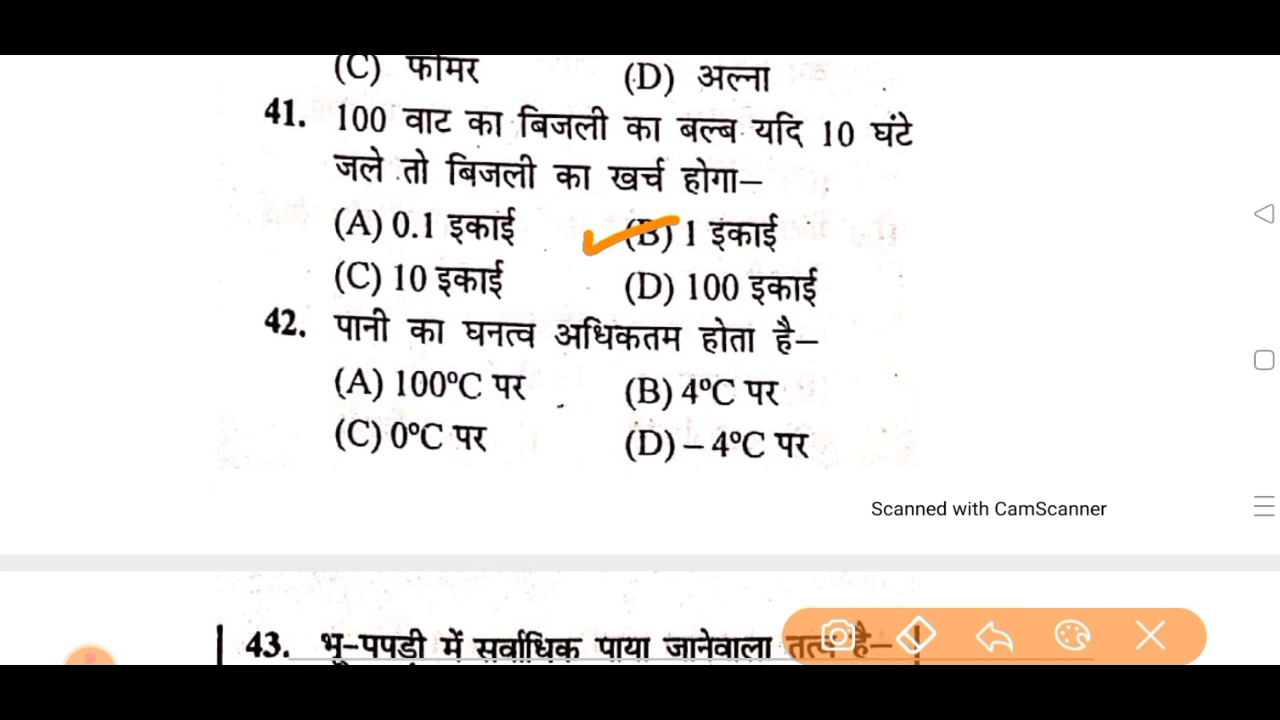 (C) फोमर (D) अल्ना
41. 100 वाट का बिजली का बल्ब यदि 10 घंटे
जले तो बिजली का खर्च होगा–
(A) 0.1 इकाई (B) 1 इकाई
(C) 10 इकाई (D) 100 इकाई
42. पानी का घनत्व अधिकतम होता है–
(A) 100°C पर (B) 4°C पर
(C) 0°C पर (D) – 4°C पर
Scanned with CamScanner
43. भू-पपड़ी में सर्वाधिक पाया जानेवाला तत्व है–